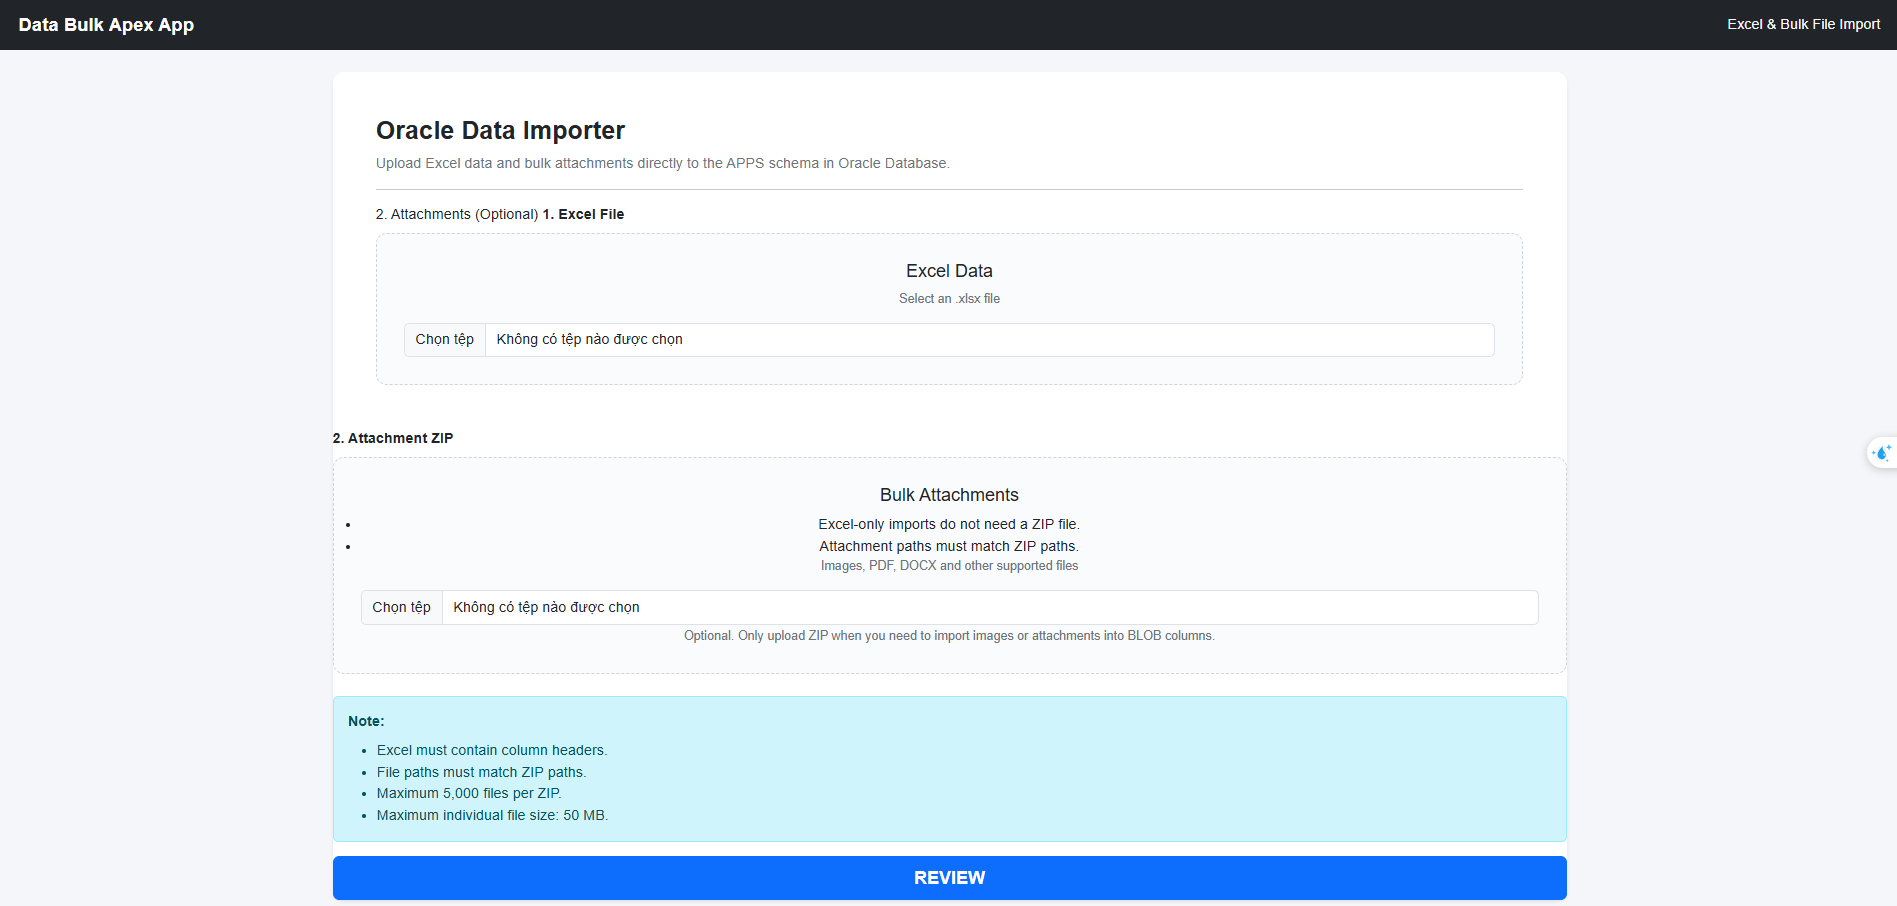 Data Bulk Apex App
Excel & Bulk File Import
Oracle Data Importer
Upload Excel data and bulk attachments directly to the APPS schema in Oracle Database.
2. Attachments (Optional) 1. Excel File
Excel Data
Select an .xlsx file
Chọn tệp Không có tệp nào được chọn
2. Attachment ZIP
Bulk Attachments
• Excel-only imports do not need a ZIP file.
• Attachment paths must match ZIP paths.
Images, PDF, DOCX and other supported files
Chọn tệp Không có tệp nào được chọn
Optional. Only upload ZIP when you need to import images or attachments into BLOB columns.
Note:
• Excel must contain column headers.
• File paths must match ZIP paths.
• Maximum 5,000 files per ZIP.
• Maximum individual file size: 50 MB.
REVIEW